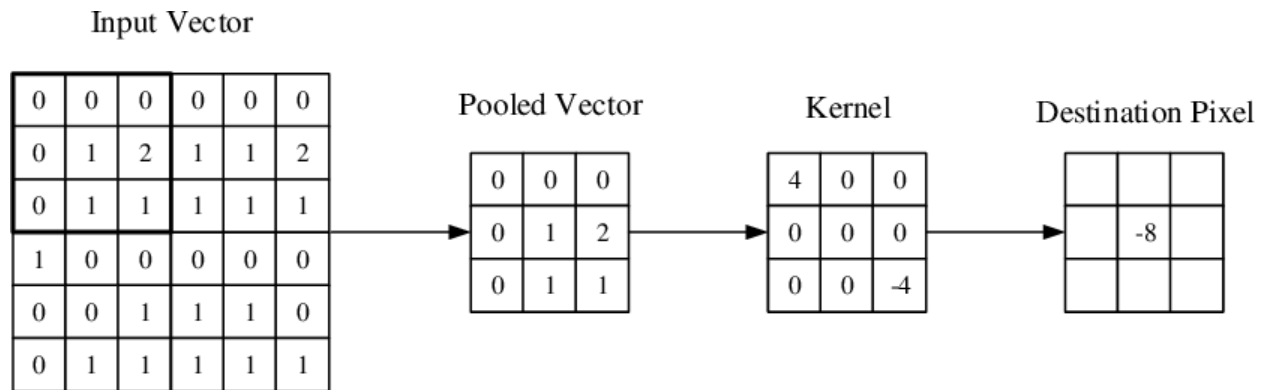 Input Vector
0 0 0 0 0 0
0 1 2 1 1 2
0 1 1 1 1 1
1 0 0 0 0 0
0 0 1 1 1 0
0 1 1 1 1 1
Pooled Vector
0 0 0
0 1 2
0 1 1
Kernel
4 0 0
0 0 0
0 0 -4
Destination Pixel
-8